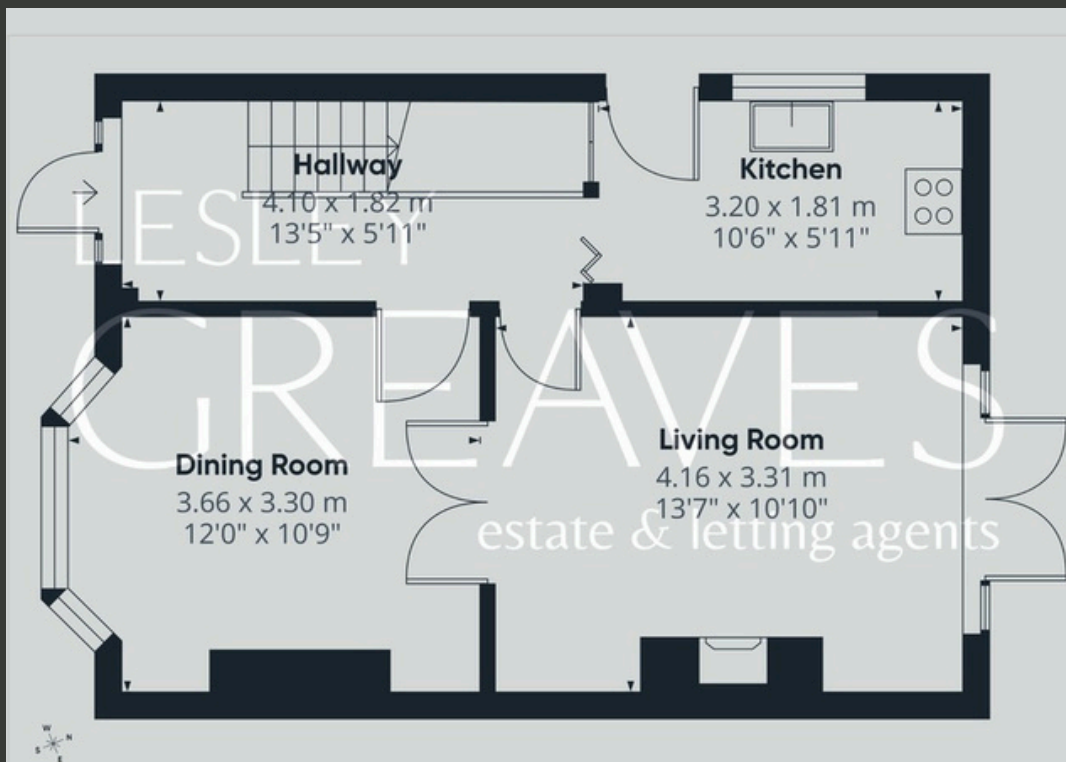 Hallway
4.10 x 1.82 m
13'5" x 5'11"
Kitchen
3.20 x 1.81 m
10'6" x 5'11"
LESLEY
GREAVES
estate & letting agents
Dining Room
3.66 x 3.30 m
12'0" x 10'9"
Living Room
4.16 x 3.31 m
13'7" x 10'10"
W
N
S
E